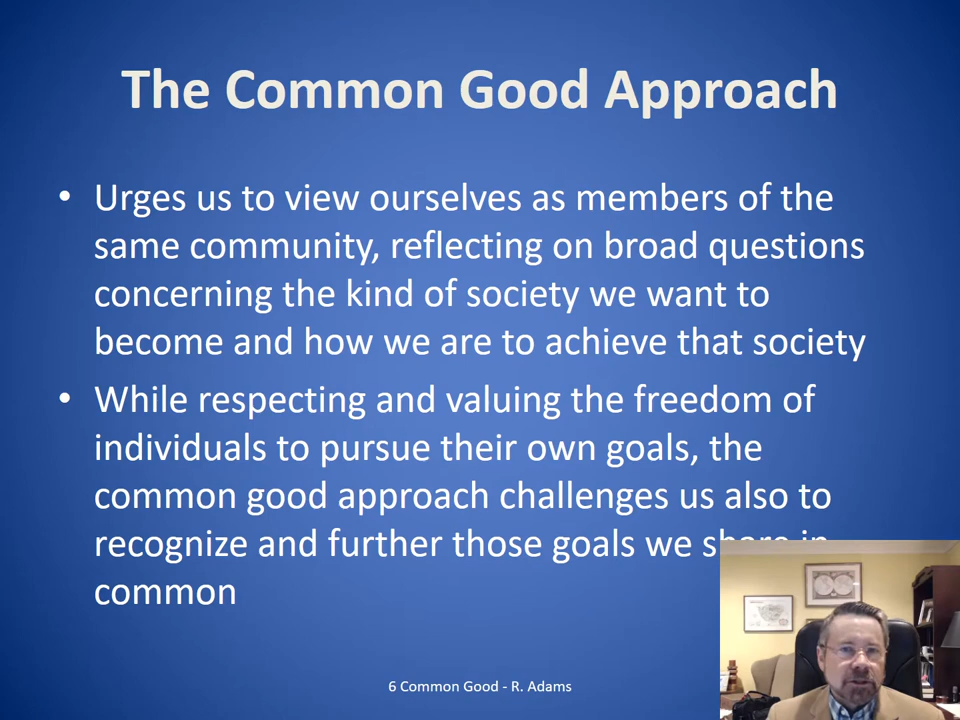 The Common Good Approach
• Urges us to view ourselves as members of the
same community, reflecting on broad questions
concerning the kind of society we want to
become and how we are to achieve that society
• While respecting and valuing the freedom of
individuals to pursue their own goals, the
common good approach challenges us also to
recognize and further those goals we share in
common
6 Common Good - R. Adams